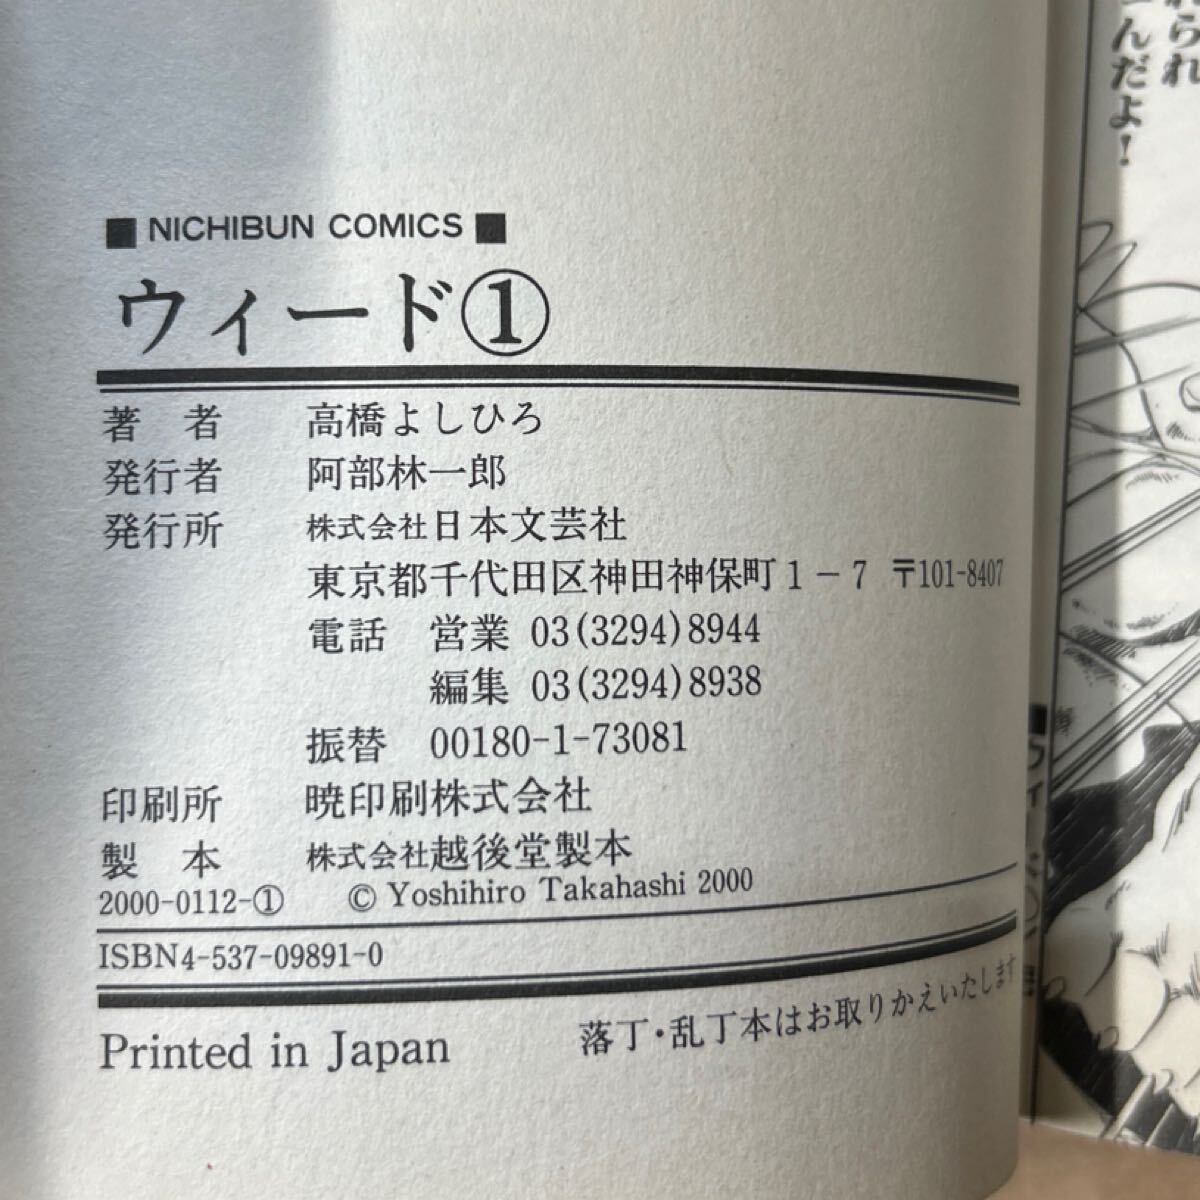 ■ NICHIBUN COMICS ■
ウィード①
著者 高橋よしひろ
発行者 阿部林一郎
発行所 株式会社日本文芸社
東京都千代田区神田神保町1-7 〒101-8407
電話 営業 03(3294)8944
編集 03(3294)8938
振替 00180-1-73081
印刷所 暁印刷株式会社
製本 株式会社越後堂製本
2000-0112-① © Yoshihiro Takahashi 2000
ISBN4-537-09891-0
Printed in Japan 落丁・乱丁本はお取りかえいたします
られ
んだよ!